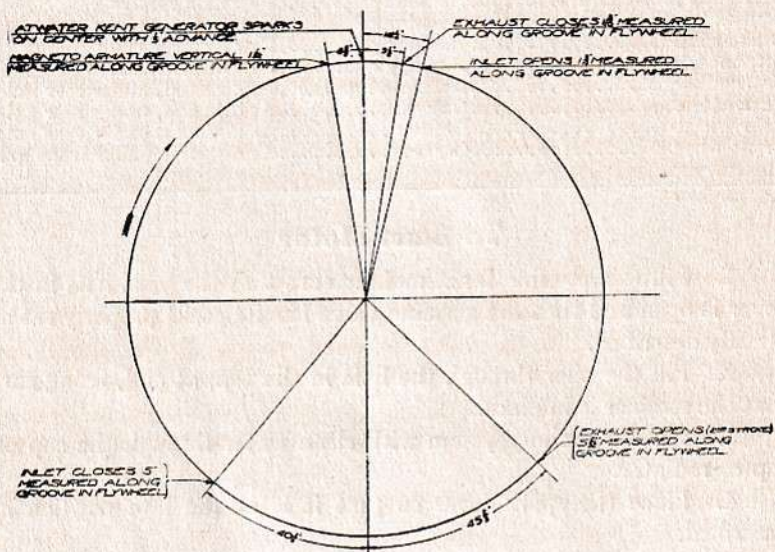 ATWATER KENT GENERATOR SPARKS
ON CENTER WITH ADVANCE
MAGNETO ARMATURE VERTICAL
MEASURED ALONG GROOVE IN FLYWHEEL
EXHAUST CLOSES MEASURED
ALONG GROOVE IN FLYWHEEL
INLET OPENS MEASURED
ALONG GROOVE IN FLYWHEEL
EXHAUST OPENS
MEASURED ALONG
GROOVE IN FLYWHEEL
INLET CLOSES 5"
MEASURED ALONG
GROOVE IN FLYWHEEL